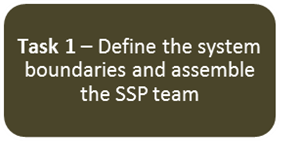 Task 1 – Define the system
boundaries and assemble
the SSP team